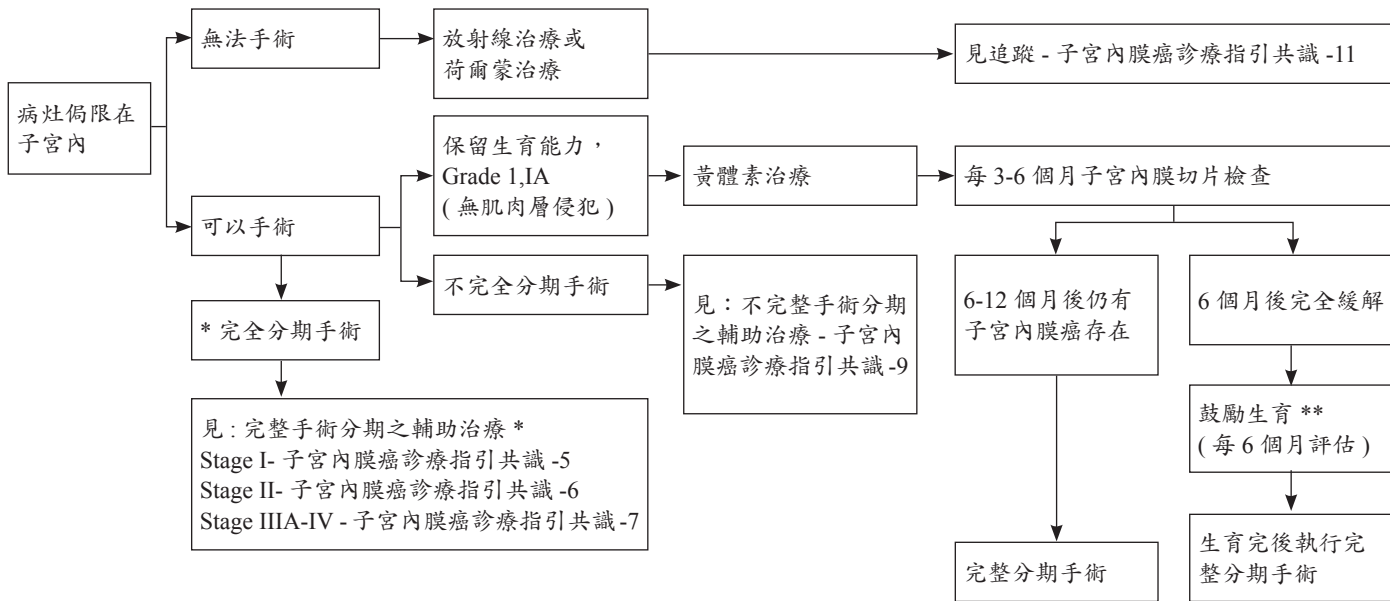 無法手術
放射線治療或
荷爾蒙治療
見追蹤 - 子宮內膜癌診療指引共識 -11
病灶侷限在
子宮內
保留生育能力，
Grade 1,IA
( 無肌肉層侵犯 )
黃體素治療
每 3-6 個月子宮內膜切片檢查
可以手術
不完全分期手術
見：不完整手術分期
之輔助治療 - 子宮內
膜癌診療指引共識 -9
6-12 個月後仍有
子宮內膜癌存在
6 個月後完全緩解
* 完全分期手術
見 : 完整手術分期之輔助治療 *
Stage I- 子宮內膜癌診療指引共識 -5
Stage II- 子宮內膜癌診療指引共識 -6
Stage IIIA-IV - 子宮內膜癌診療指引共識 -7
鼓勵生育 **
( 每 6 個月評估 )
完整分期手術
生育完後執行完
整分期手術